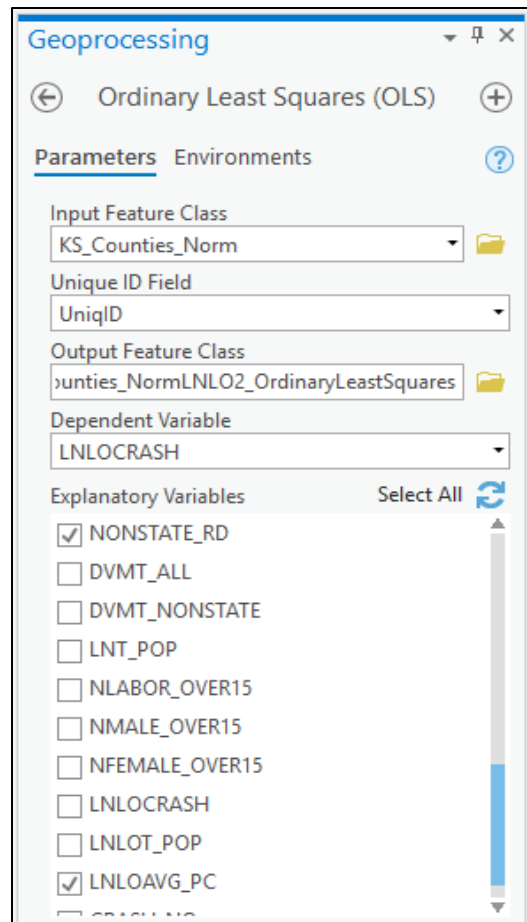 Geoprocessing
Ordinary Least Squares (OLS)
Parameters Environments
Input Feature Class
KS_Counties_Norm
Unique ID Field
UniqID
Output Feature Class
ounties_NormLNLO2_OrdinaryLeastSquares
Dependent Variable
LNLOCRASH
Explanatory Variables Select All
NONSTATE_RD
DVMT_ALL
DVMT_NONSTATE
LNT_POP
NLABOR_OVER15
NMALE_OVER15
NFEMALE_OVER15
LNLOCRASH
LNLOT_POP
LNLOAVG_PC